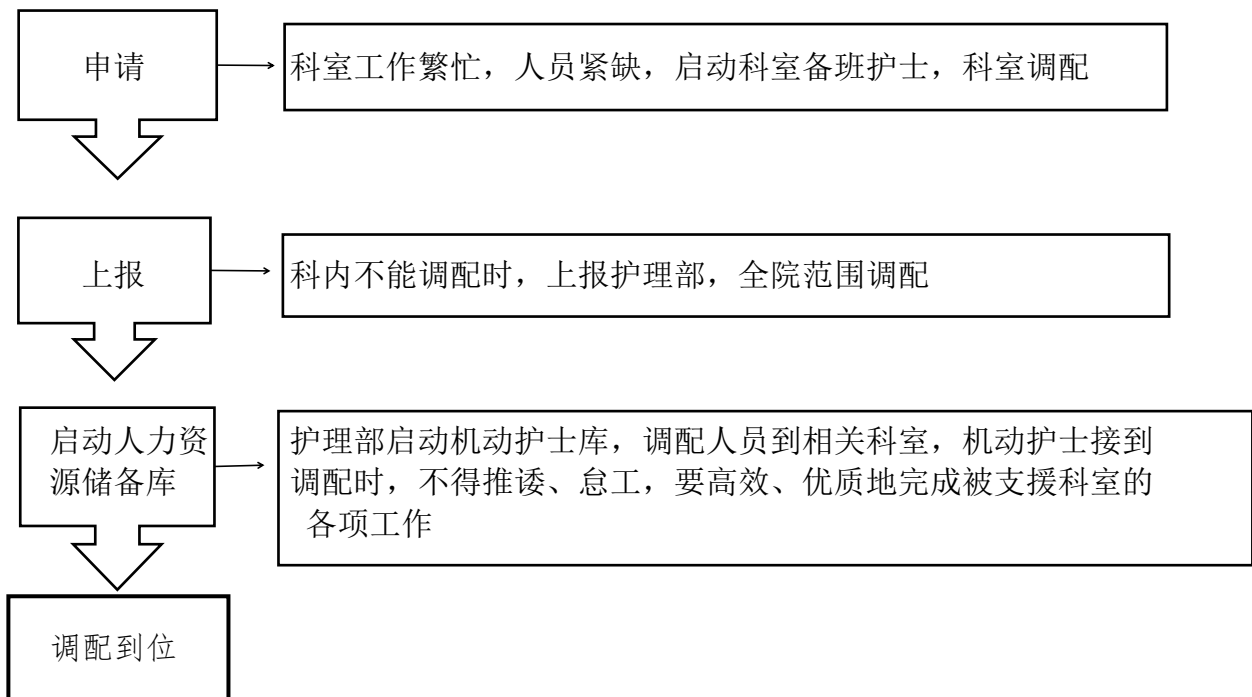 申请
科室工作繁忙，人员紧缺，启动科室备班护士，科室调配
上报
科内不能调配时，上报护理部，全院范围调配
启动人力资
源储备库
护理部启动机动护士库，调配人员到相关科室，机动护士接到
调配时，不得推诿、怠工，要高效、优质地完成被支援科室的
各项工作
调配到位